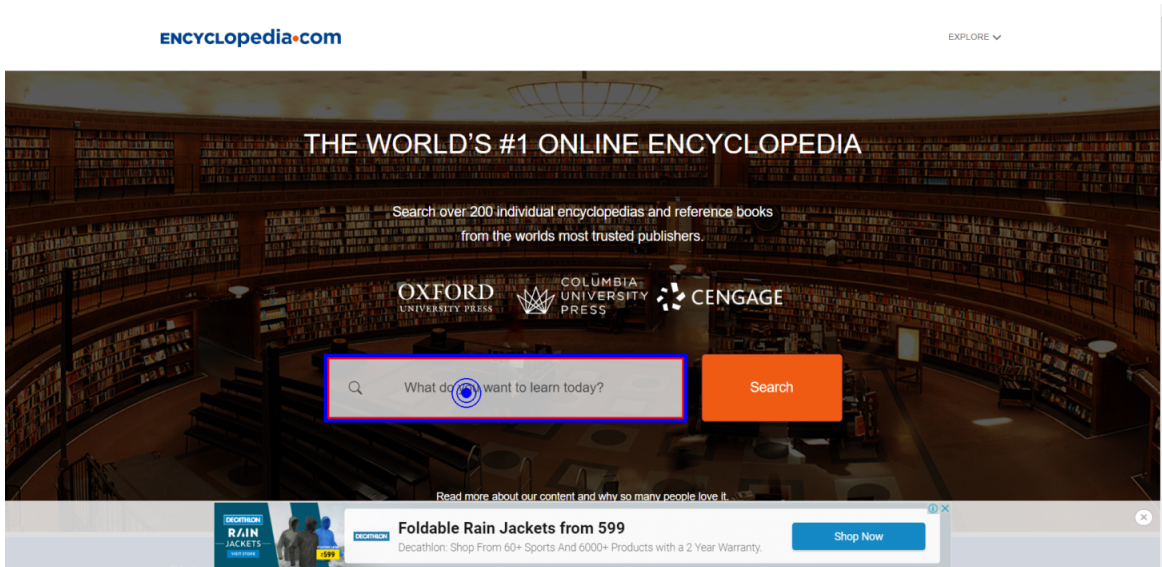 ENCYCLopedia.com
EXPLORE
THE WORLD'S #1 ONLINE ENCYCLOPEDIA
Search over 200 individual encyclopedias and reference books
from the worlds most trusted publishers.
OXFORD
UNIVERSITY PRESS
COLUMBIA
UNIVERSITY
PRESS
CENGAGE
What do you want to learn today?
Search
Read more about our content and why so many people love it.
DECATHLON
RAIN
JACKETS
VISIT STORE
₹599
DECATHLON
Foldable Rain Jackets from 599
Decathlon: Shop From 60+ Sports And 6000+ Products with a 2 Year Warranty.
Shop Now